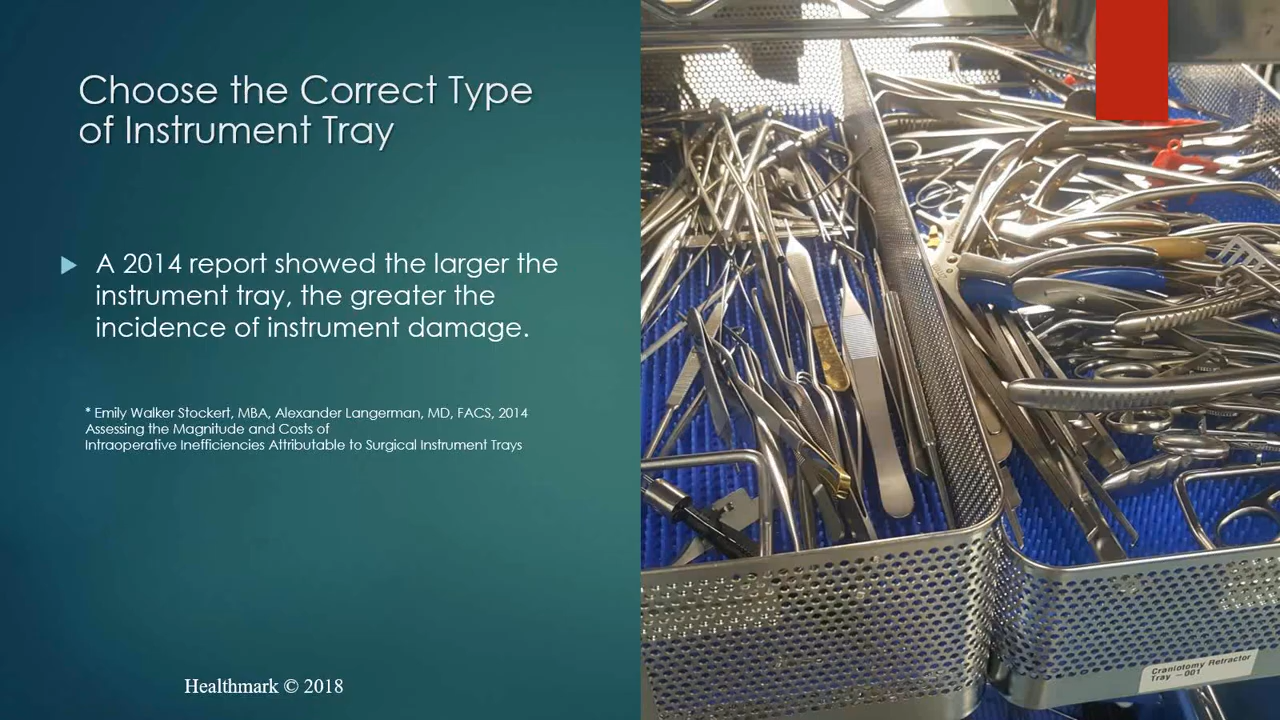 Choose the Correct Type
of Instrument Tray
A 2014 report showed the larger the
instrument tray, the greater the
incidence of instrument damage.
* Emily Walker Stockert, MBA, Alexander Langerman, MD, FACS, 2014
Assessing the Magnitude and Costs of
Intraoperative Inefficiencies Attributable to Surgical Instrument Trays
Healthmark © 2018
Craniotomy Retractor
Tray -001